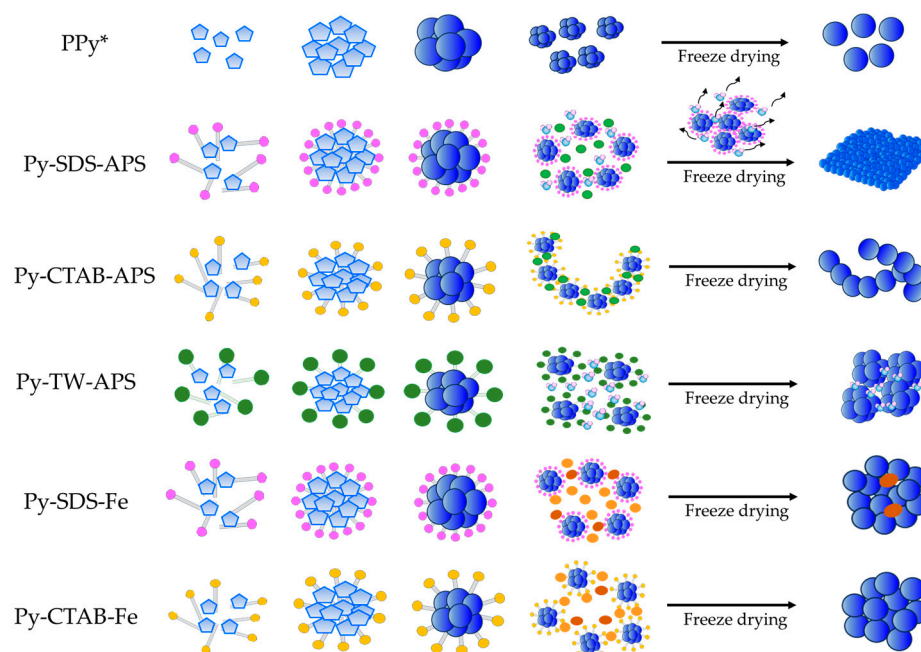 PPy*
Freeze drying
Py-SDS-APS
Freeze drying
Py-CTAB-APS
Freeze drying
Py-TW-APS
Freeze drying
Py-SDS-Fe
Freeze drying
Py-CTAB-Fe
Freeze drying